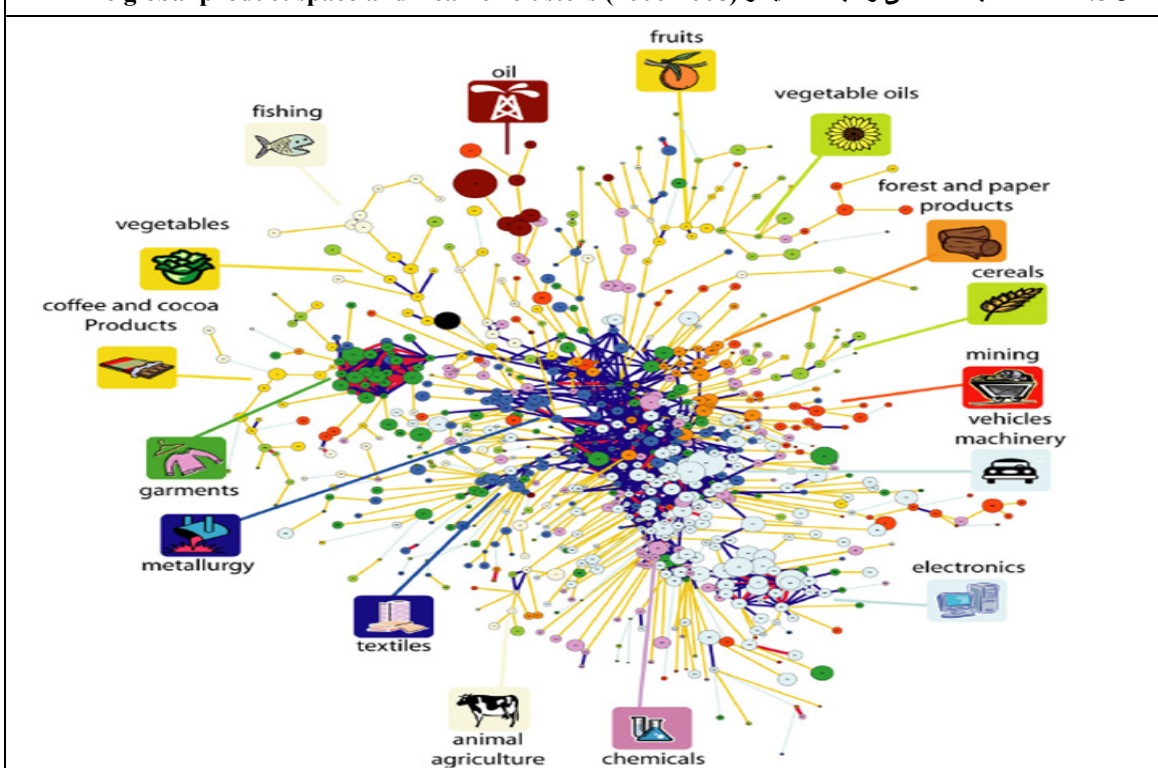 fruits
oil
vegetable oils
fishing
forest and paper
products
vegetables
cereals
coffee and cocoa
Products
mining
vehicles
machinery
garments
metallurgy
electronics
textiles
animal
agriculture
chemicals